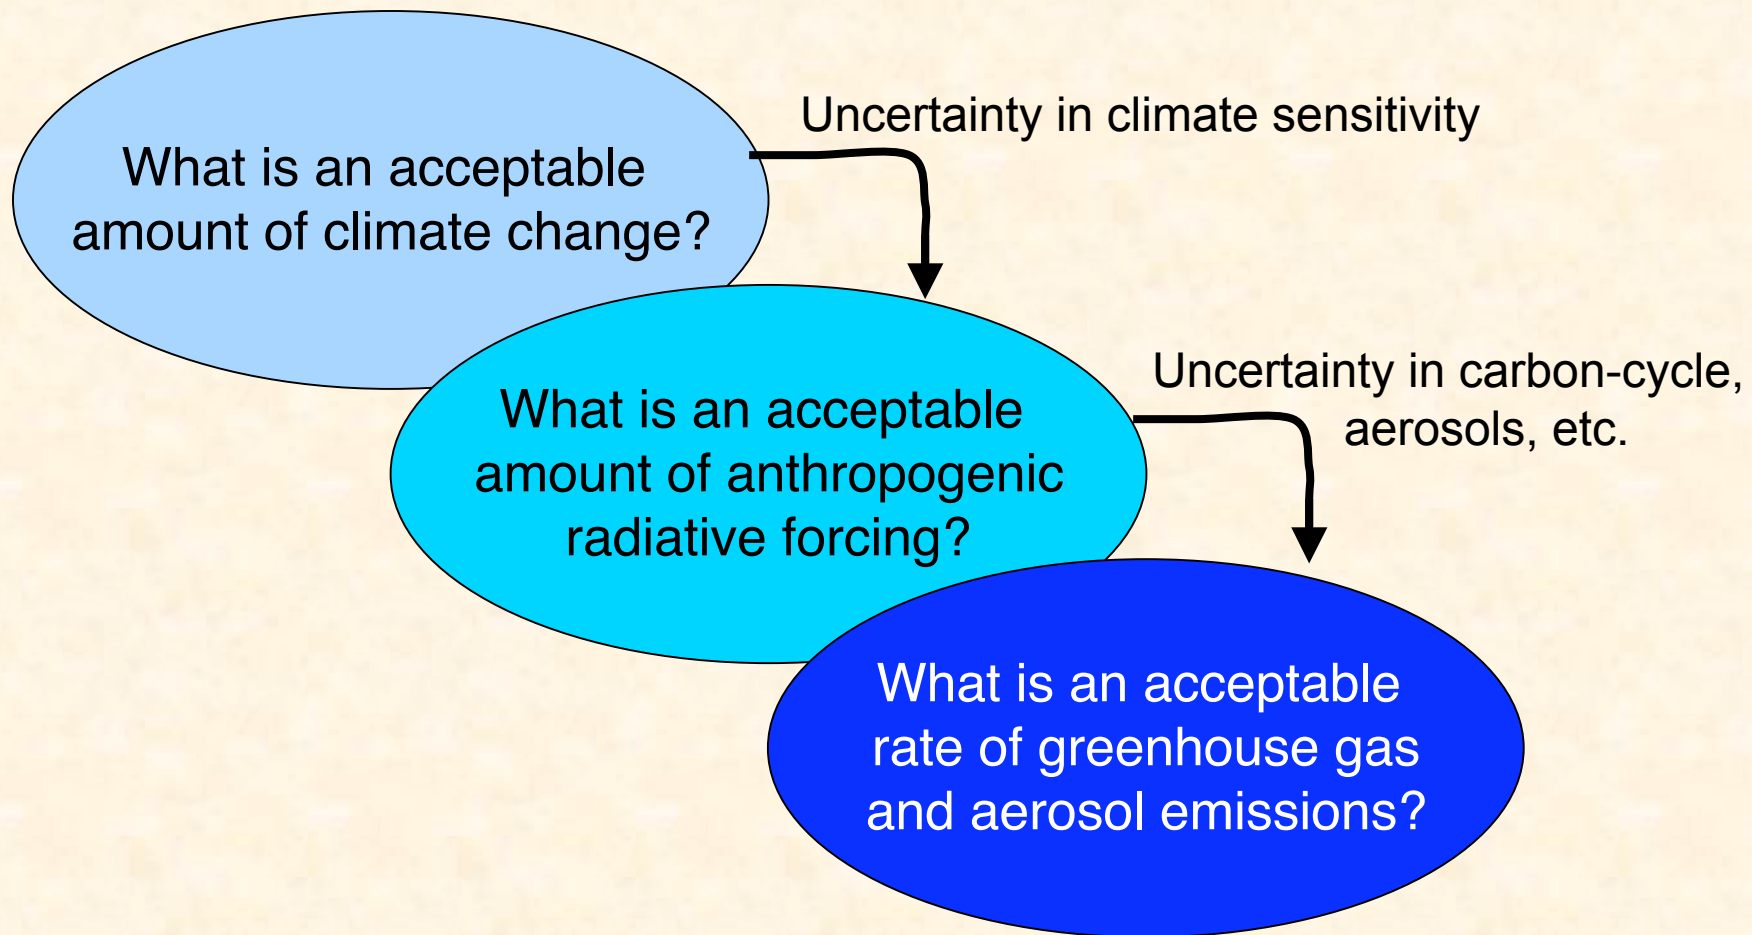 Uncertainty in climate sensitivity
What is an acceptable
amount of climate change?
Uncertainty in carbon-cycle,
aerosols, etc.
What is an acceptable
amount of anthropogenic
radiative forcing?
What is an acceptable
rate of greenhouse gas
and aerosol emissions?